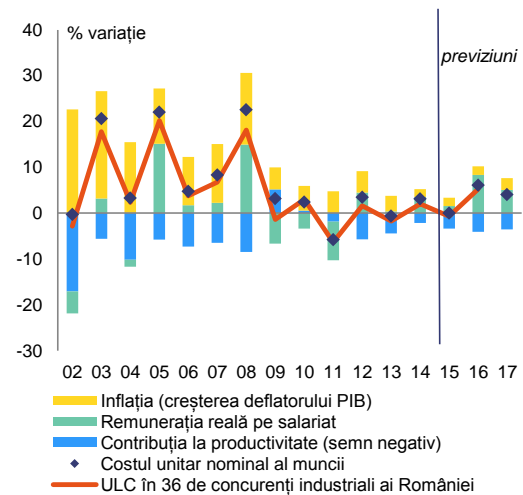 40
% variație
previziuni
30
20
10
0
-10
-20
-30
02 03 04 05 06 07 08 09 10 11 12 13 14 15 16 17
Inflația (creșterea deflatorului PIB)
Remunerația reală pe salariat
Contribuția la productivitate (semn negativ)
Costul unitar nominal al muncii
ULC în 36 de concurenți industriali ai României